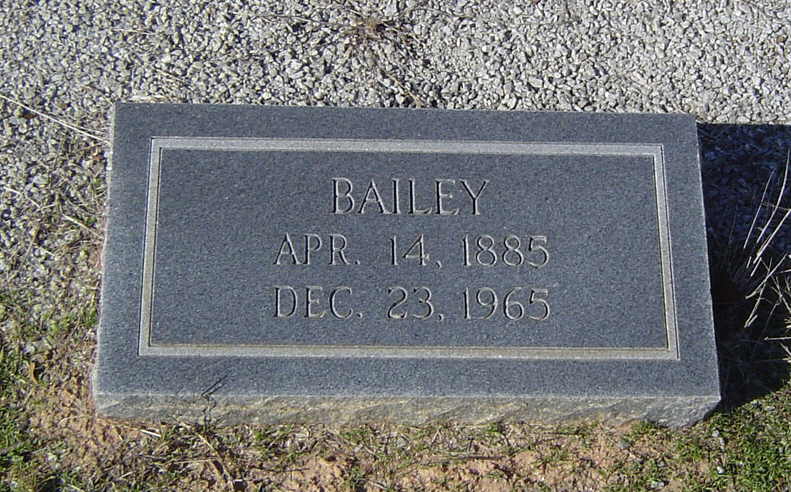 BAILEY
APR. 14, 1885
DEC. 23, 1965